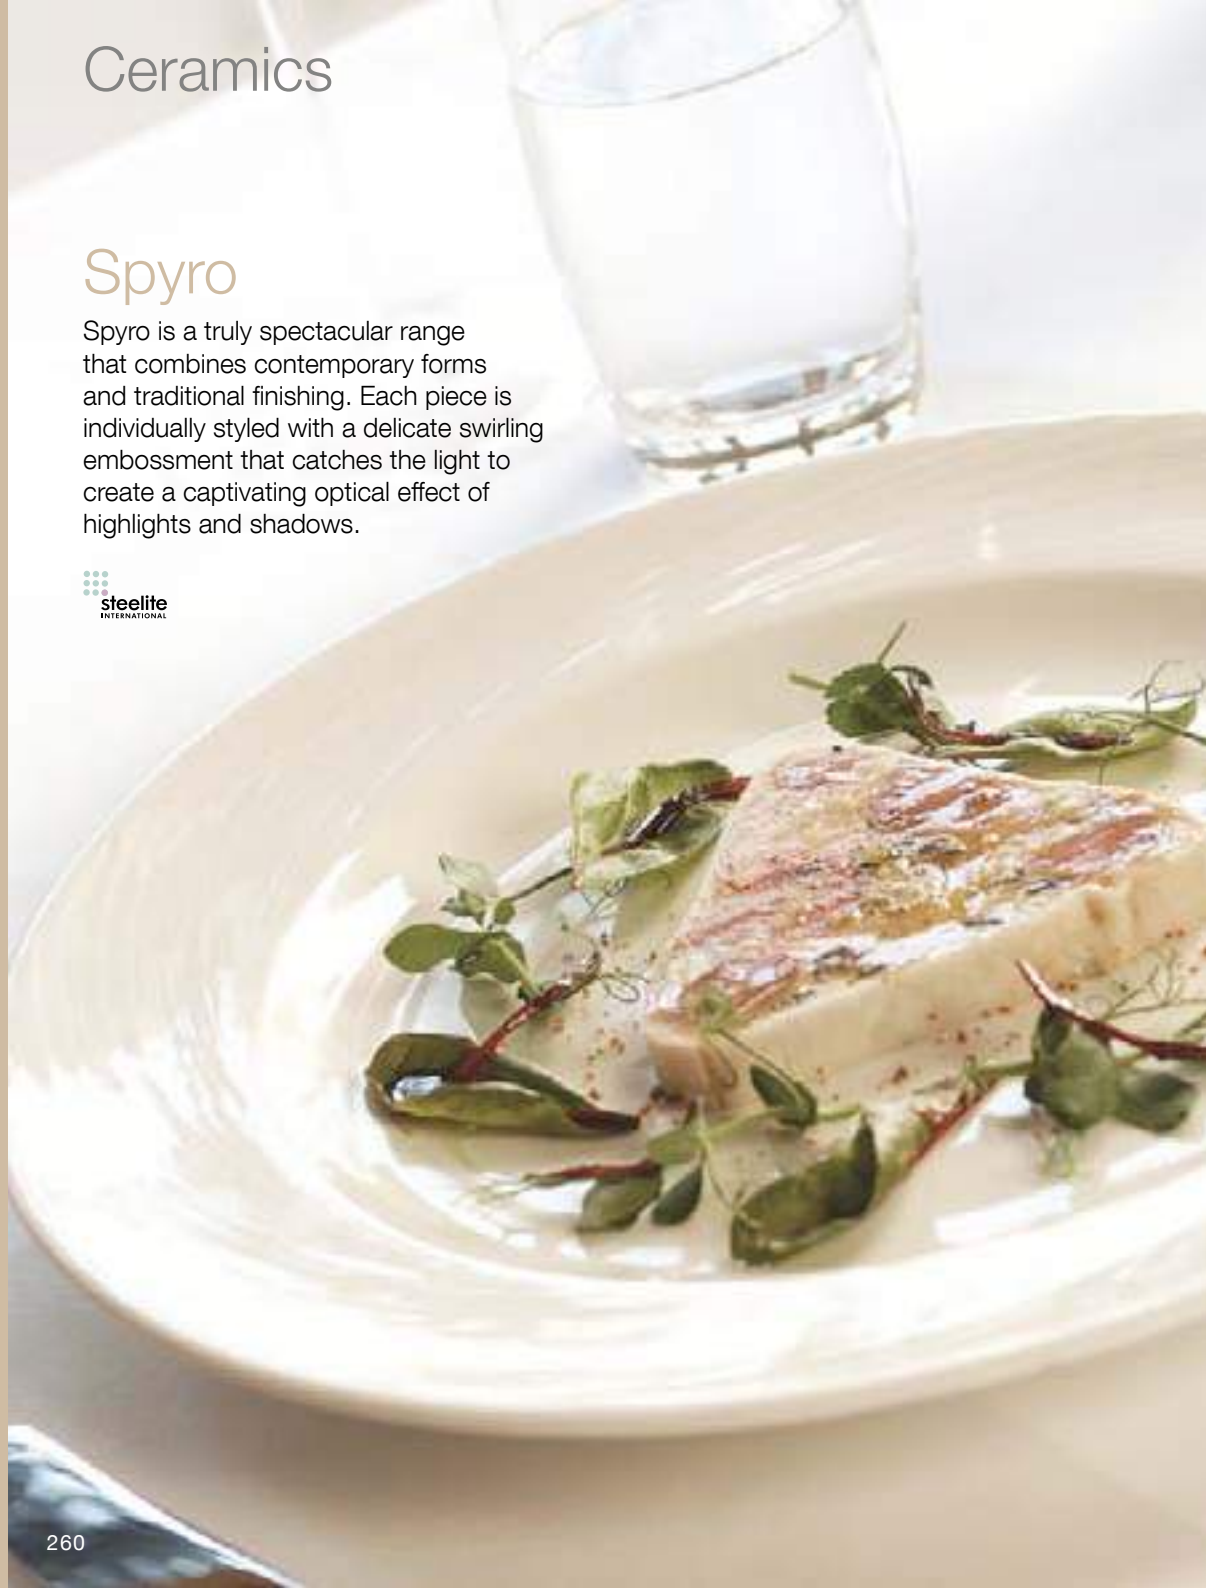 Ceramics
Spyro
Spyro is a truly spectacular range
that combines contemporary forms
and traditional finishing. Each piece is
individually styled with a delicate swirling
embossment that catches the light to
create a captivating optical effect of
highlights and shadows.
steelite
INTERNATIONAL
260